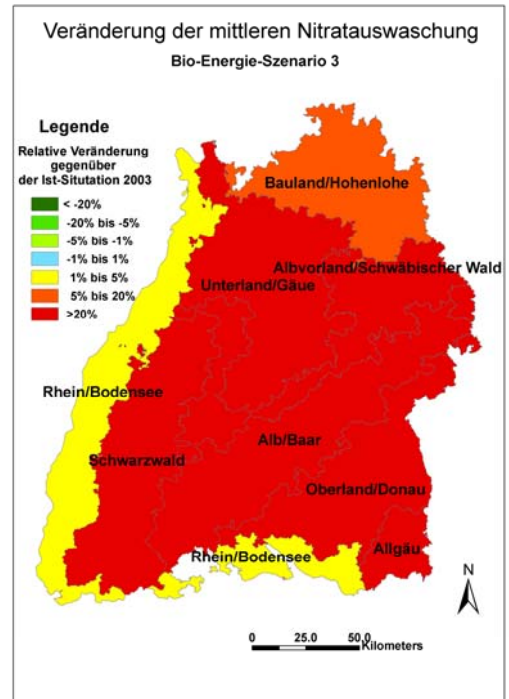 Veränderung der mittleren Nitratauswaschung
Bio-Energie-Szenario 3
Legende
Relative Veränderung
gegenüber
der Ist-Situtation 2003
< -20%
-20% bis -5%
-5% bis -1%
-1% bis 1%
1% bis 5%
5% bis 20%
>20%
Bauland/Hohenlohe
Albvorland/Schwäbischer Wald
Unterland/Gäue
Rhein/Bodensee
Alb/Baar
Schwarzwald
Oberland/Donau
Allgäu
Rhein/Bodensee
N
0 25.0 50.0
Kilometers